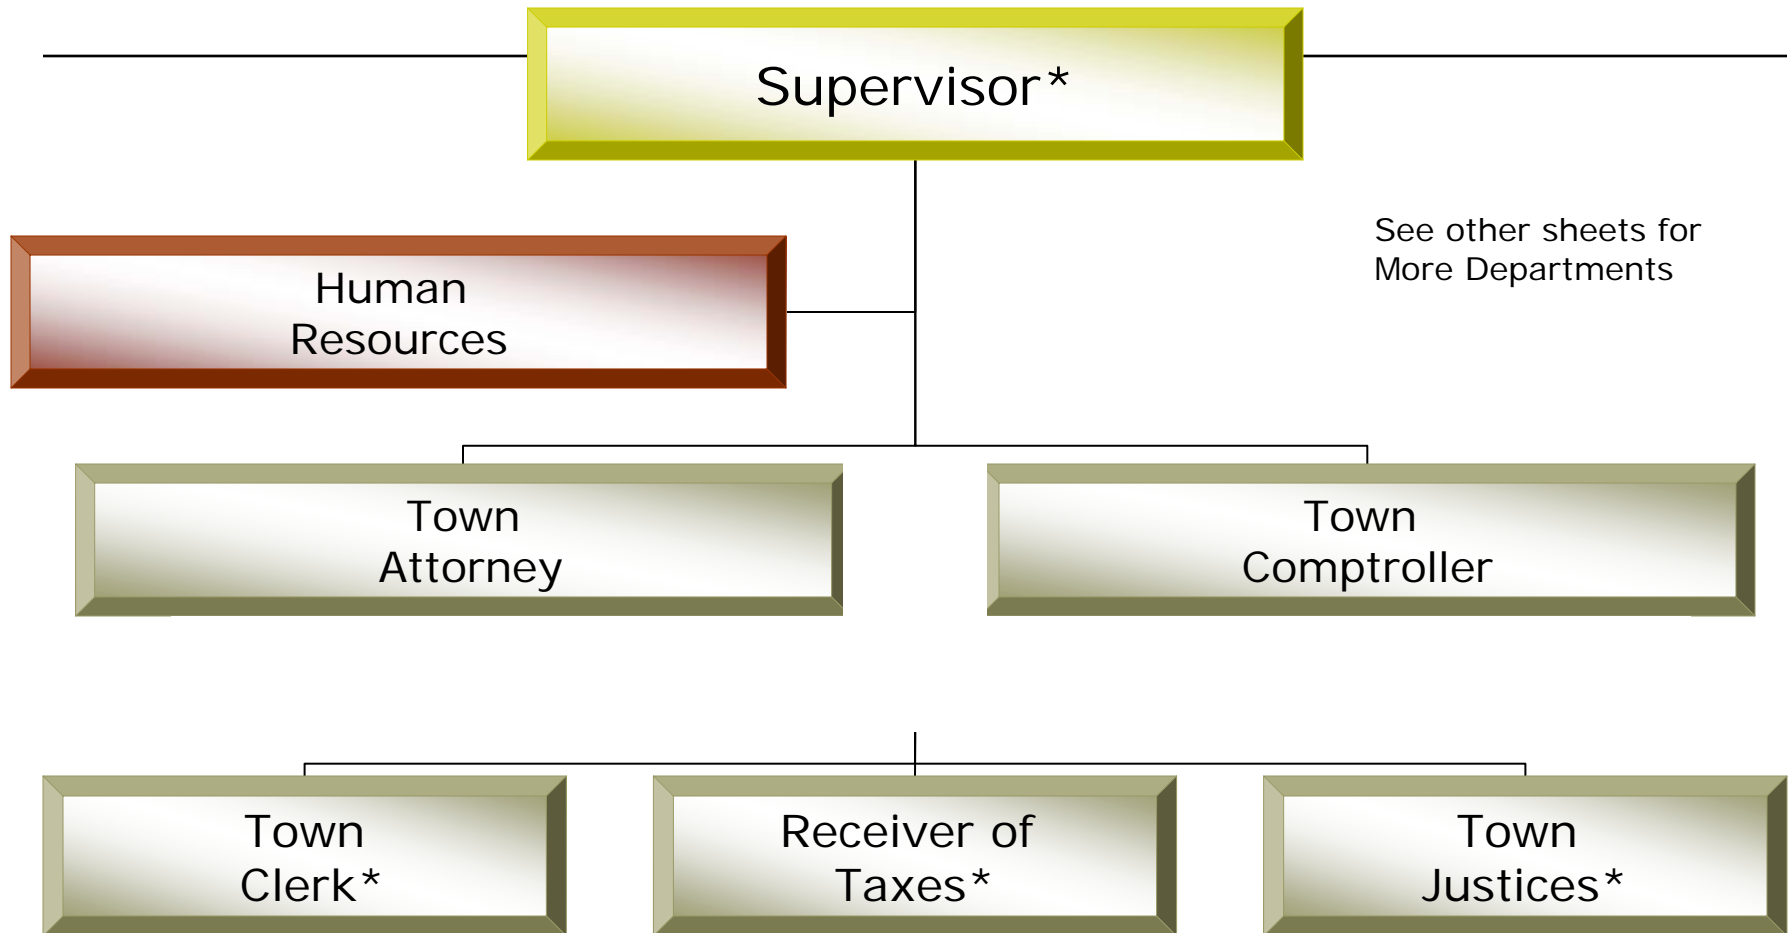 Supervisor*
See other sheets for
More Departments
Human
Resources
Town
Attorney
Town
Comptroller
Town
Clerk*
Receiver of
Taxes*
Town
Justices*